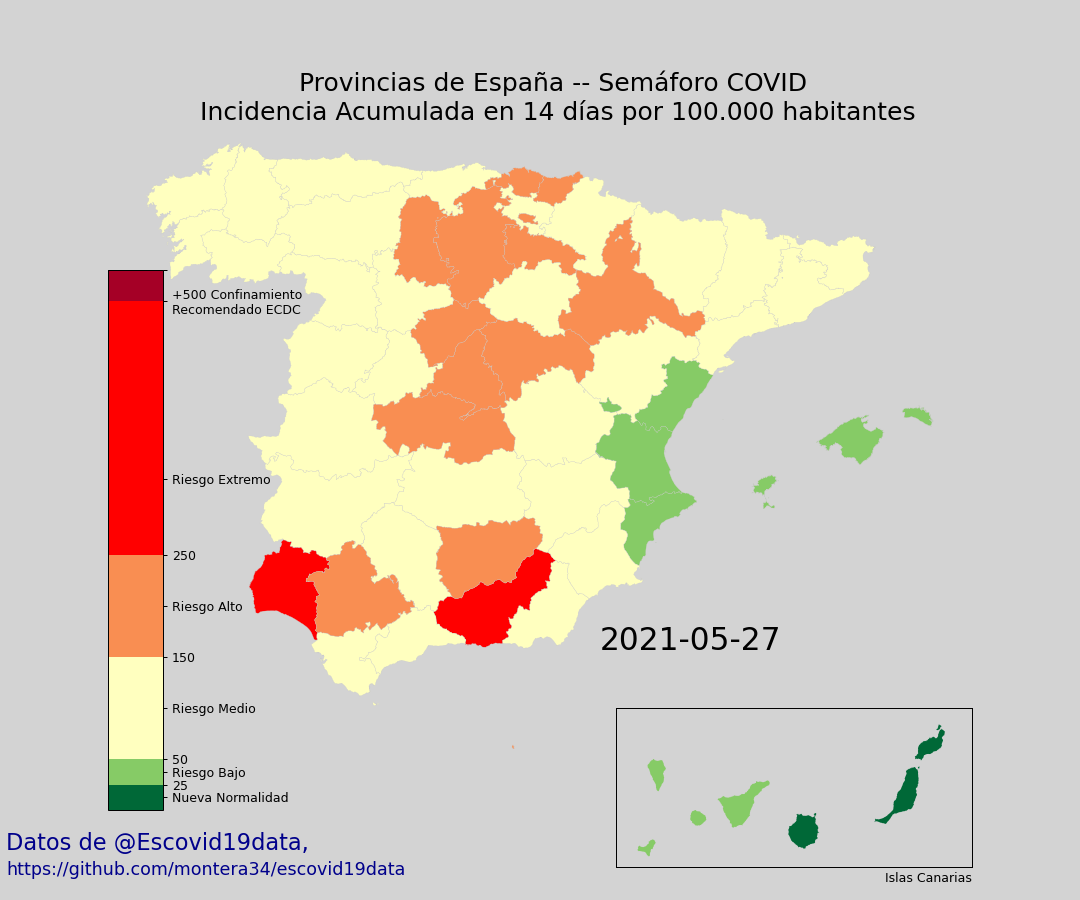 Provincias de España -- Semáforo COVID
Incidencia Acumulada en 14 días por 100.000 habitantes
+500 Confinamiento
Recomendado ECDC
Riesgo Extremo
250
Riesgo Alto
150
Riesgo Medio
50
Riesgo Bajo
25
Nueva Normalidad
2021-05-27
Islas Canarias
Datos de @Escovid19data,
https://github.com/montera34/escovid19data